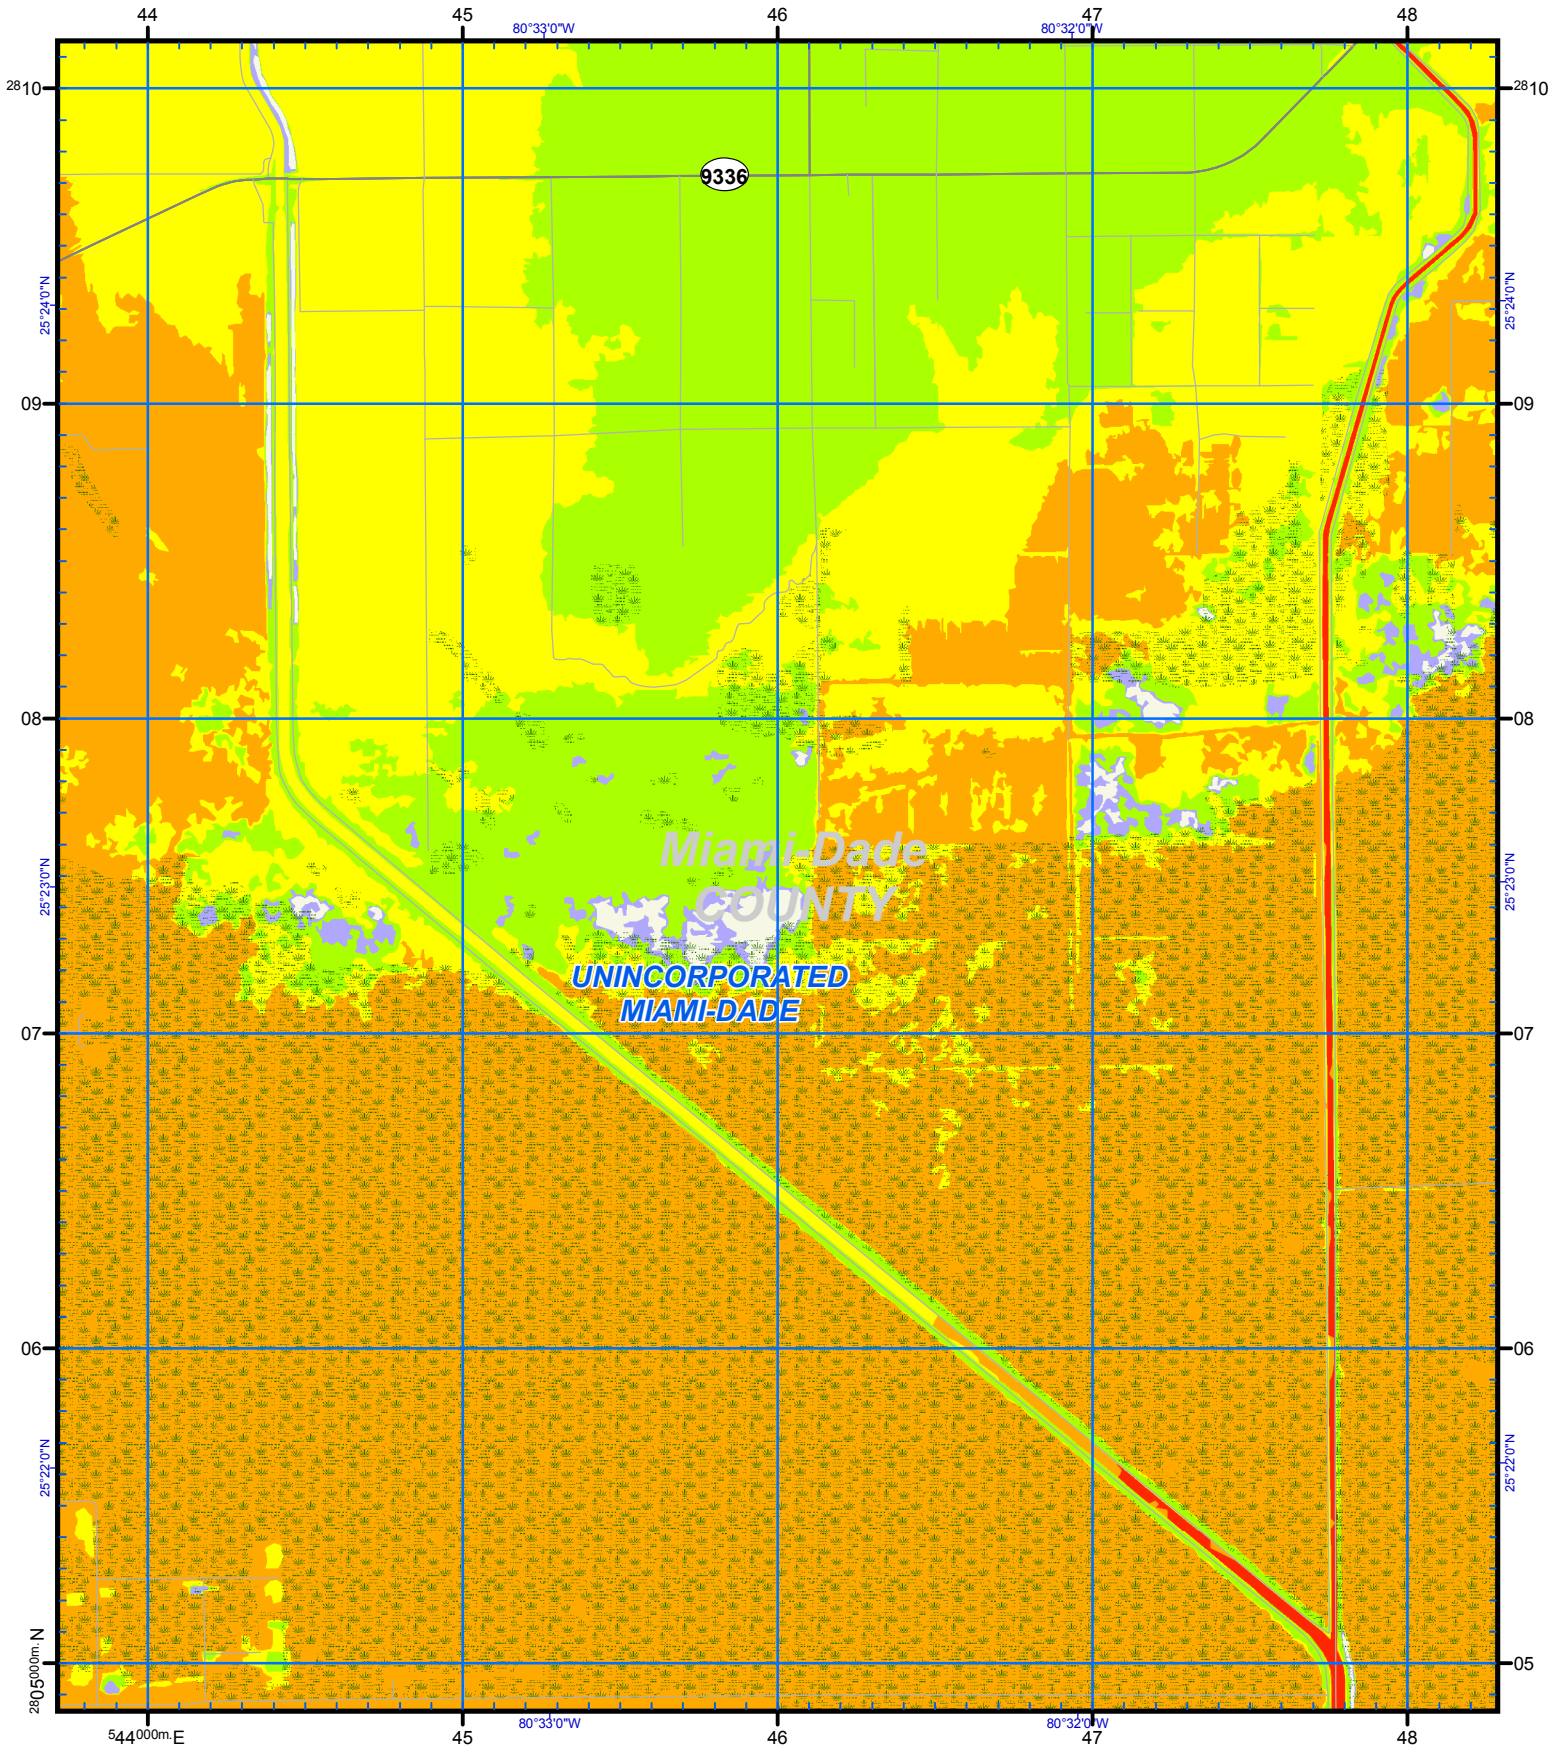 44 45 46 47 48
80°33'0"W 80°32'0"W
2810 2810
9336
25°24'0"N 25°24'0"N
09 09
08 08
Miami-Dade
COUNTY
25°23'0"N 25°23'0"N
UNINCORPORATED
MIAMI-DADE
07 07
06 06
25°22'0"N 25°22'0"N
2805000m. N 05
80°33'0"W 80°32'0"W
544000m. E 45 46 47 48